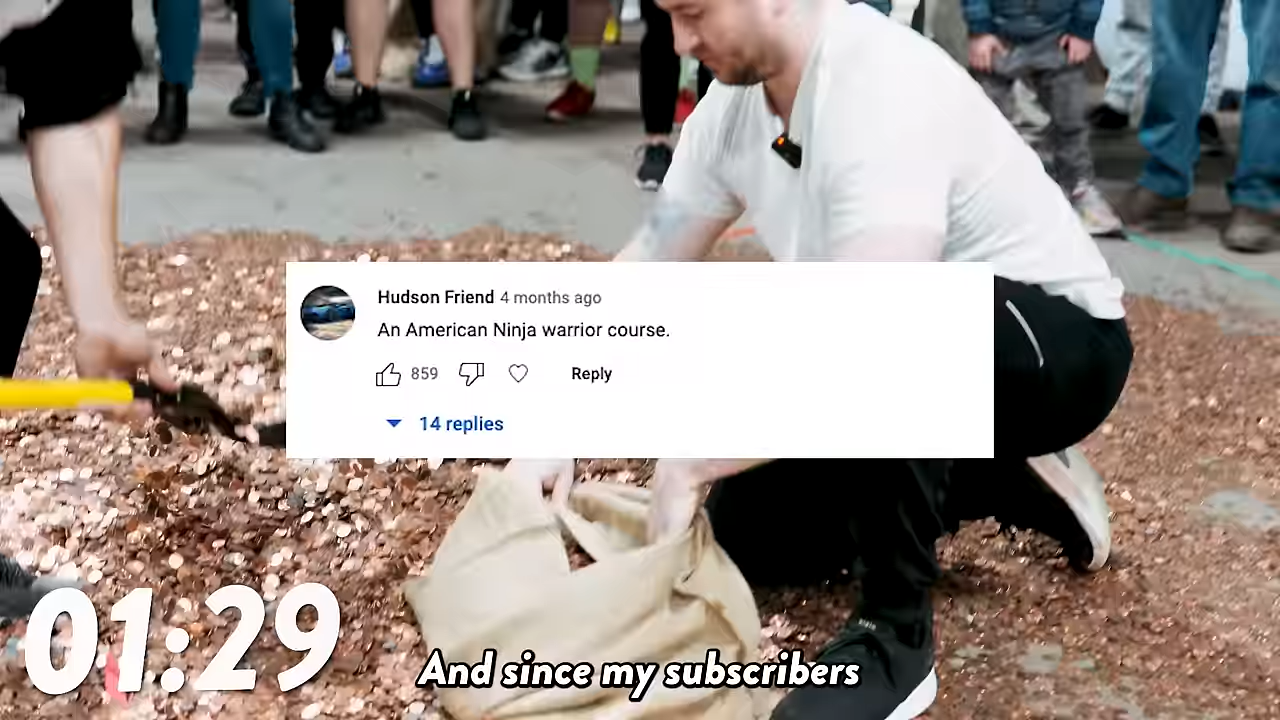 Hudson Friend 4 months ago
An American Ninja warrior course.
859 Reply
14 replies
01:29
And since my subscribers